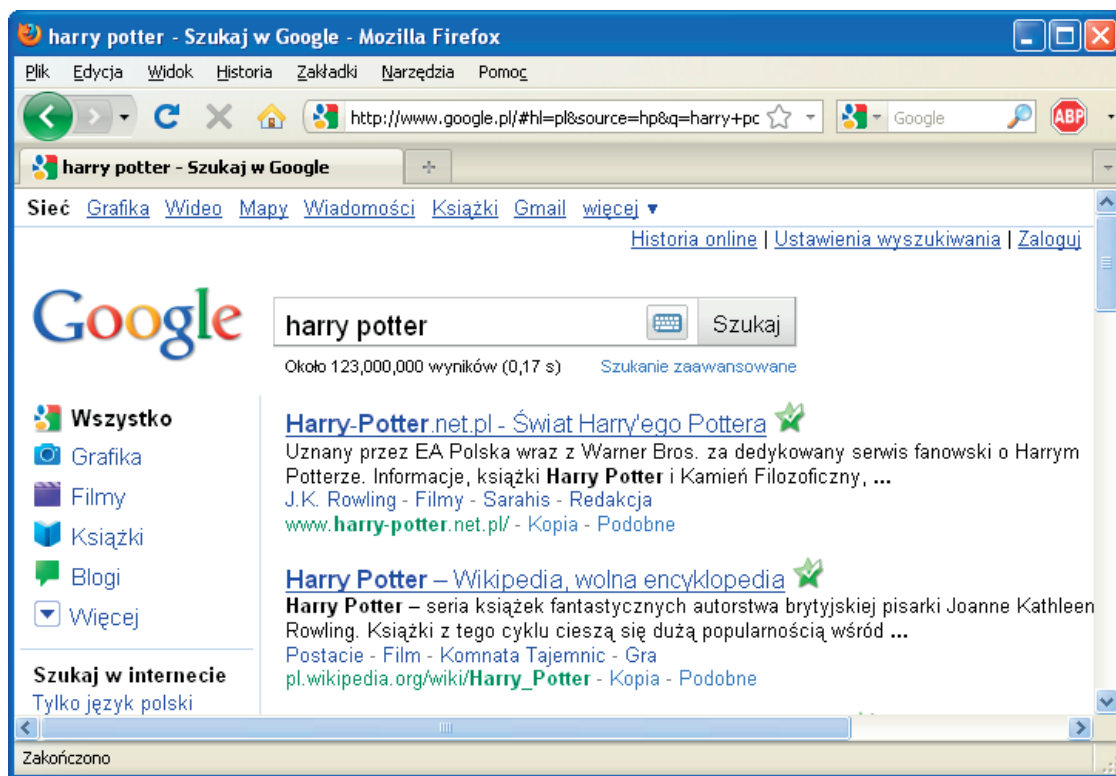 harry potter - Szukaj w Google - Mozilla Firefox
Plik Edycja Widok Historia Zakładki Narzędzia Pomoc
http://www.google.pl/#hl=pl&source=hp&q=harry+pc Google ABP
harry potter - Szukaj w Google
Sieć Grafika Wideo Mapy Wiadomości Książki Gmail więcej ▼
Historia online | Ustawienia wyszukiwania | Zaloguj
Google harry potter Szukaj
Około 123,000,000 wyników (0,17 s) Szukanie zaawansowane
Wszystko
Grafika
Filmy
Książki
Blogi
Więcej
Szukaj w internecie
Tylko język polski
Harry-Potter.net.pl - Świat Harry'ego Pottera
Uznany przez EA Polska wraz z Warner Bros. za dedykowany serwis fanowski o Harrym
Potterze. Informacje, książki Harry Potter i Kamień Filozoficzny, ...
J.K. Rowling - Filmy - Sarahis - Redakcja
www.harry-potter.net.pl/ - Kopia - Podobne
Harry Potter – Wikipedia, wolna encyklopedia
Harry Potter – seria książek fantastycznych autorstwa brytyjskiej pisarki Joanne Kathleen
Rowling. Książki z tego cyklu cieszą się dużą popularnością wśród ...
Postacie - Film - Komnata Tajemnic - Gra
pl.wikipedia.org/wiki/Harry_Potter - Kopia - Podobne
Zakończono